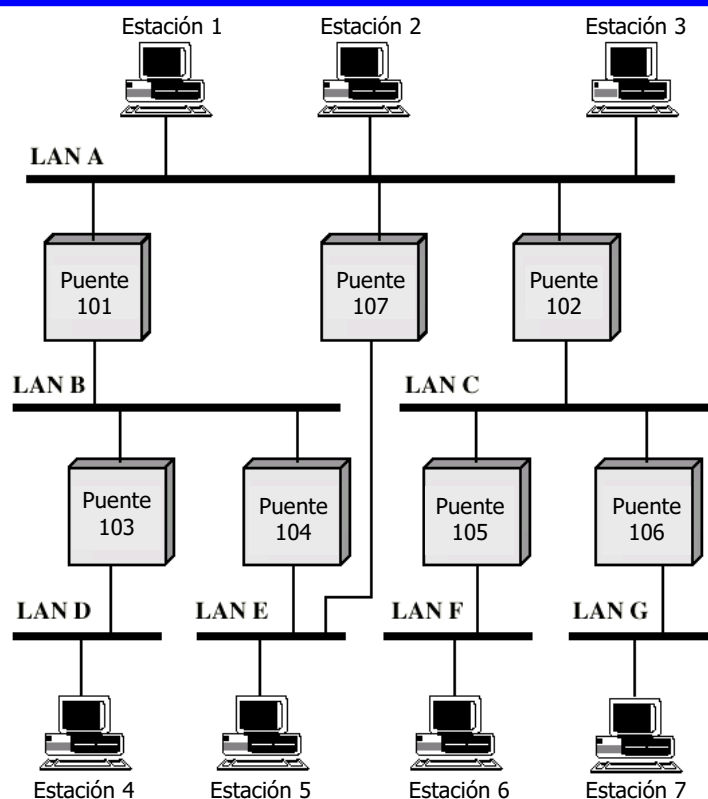 Estación 1 Estación 2 Estación 3
LAN A
Puente 101
Puente 107
Puente 102
LAN B LAN C
Puente 103
Puente 104
Puente 105
Puente 106
LAN D LAN E LAN F LAN G
Estación 4 Estación 5 Estación 6 Estación 7